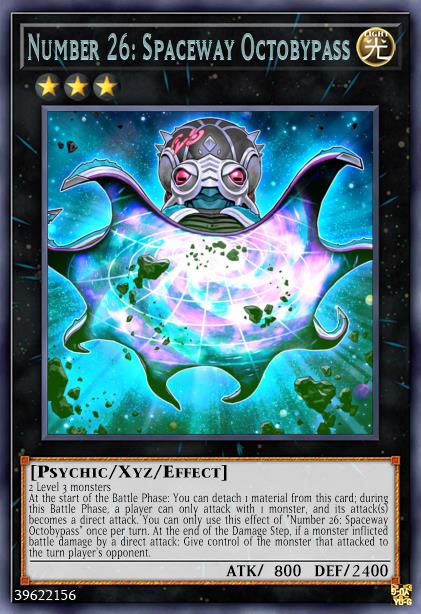 NUMBER 26: SPACEWAY OCTOBYPASS
LIGHT
光
26
[PSYCHIC/XYZ/EFFECT]
2 Level 3 monsters
At the start of the Battle Phase: You can detach 1 material from this card; during
this Battle Phase, a player can only attack with 1 monster, and its attack(s)
becomes a direct attack. You can only use this effect of "Number 26: Spaceway
Octobypass" once per turn. At the end of the Damage Step, if a monster inflicted
battle damage by a direct attack: Give control of the monster that attacked to
the turn player's opponent.
ATK/ 800 DEF/2400
39622156